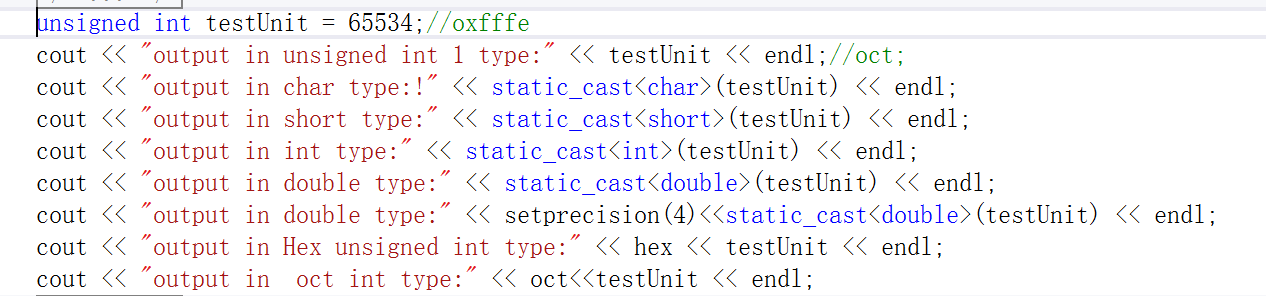 unsigned int testUnit = 65534;//oxfffe
cout << "output in unsigned int 1 type:" << testUnit << endl;//oct;
cout << "output in char type:!" << static_cast<char>(testUnit) << endl;
cout << "output in short type:" << static_cast<short>(testUnit) << endl;
cout << "output in int type:" << static_cast<int>(testUnit) << endl;
cout << "output in double type:" << static_cast<double>(testUnit) << endl;
cout << "output in double type:" << setprecision(4)<<static_cast<double>(testUnit) << endl;
cout << "output in Hex unsigned int type:" << hex << testUnit << endl;
cout << "output in  oct int type:" << oct<<testUnit << endl;